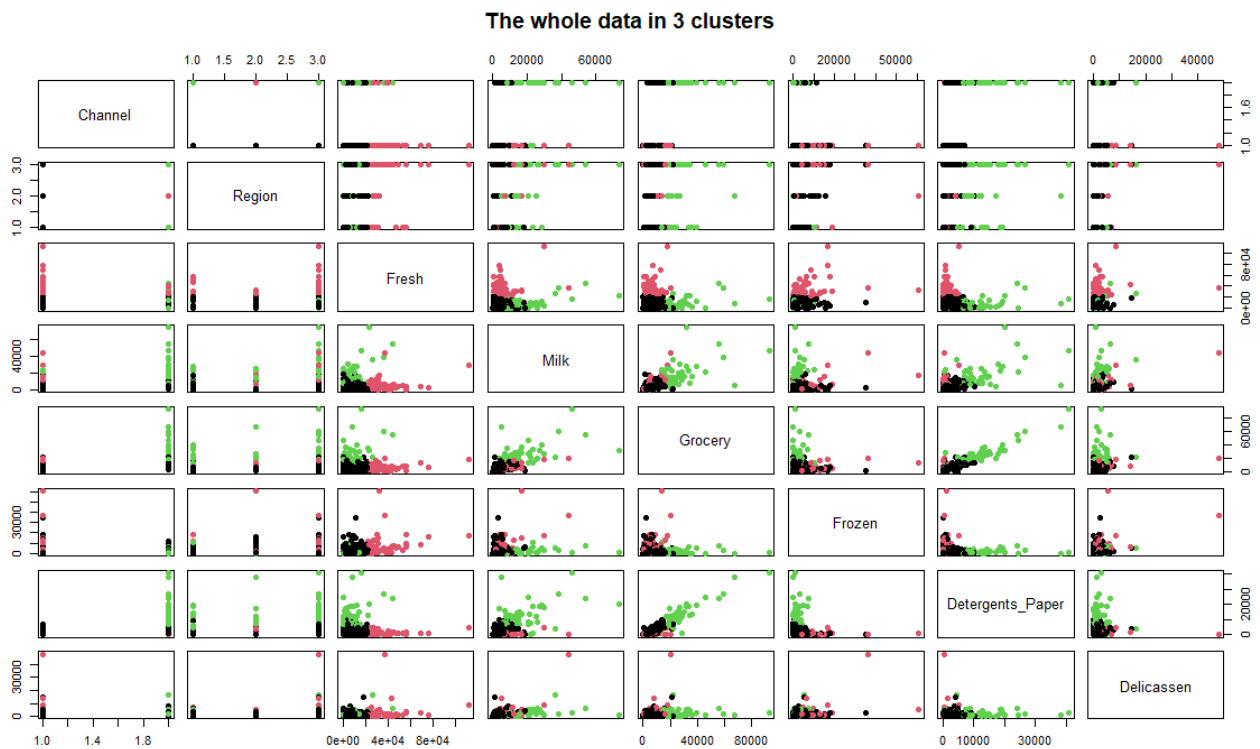 The whole data in 3 clusters
1.0 1.5 2.0 2.5 3.0
0 20000 60000
0 20000 50000
0 20000 40000
Channel
1.0 1.6
Region
1.0 2.0 3.0
Fresh
0e+00 8e+04
Milk
0 40000
Grocery
0 60000
Frozen
0 30000
Detergents_Paper
0 20000
Delicassen
0 30000
1.0 1.4 1.8
0e+00 4e+04 8e+04
0 40000 80000
0 10000 30000